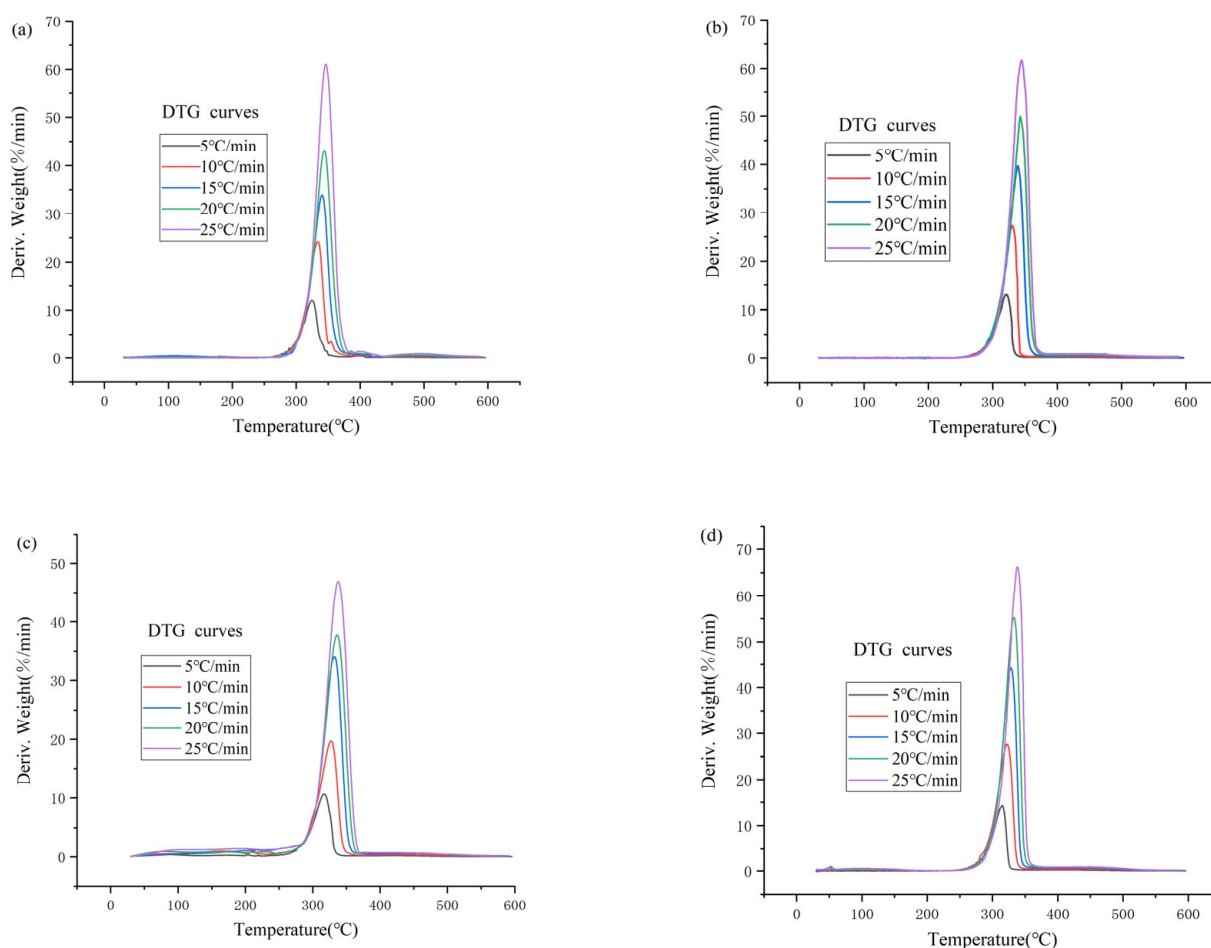 (a)
70
60
50
40
30
20
10
0
Deriv. Weight(%/min)
DTG curves
5℃/min
10℃/min
15℃/min
20℃/min
25℃/min
0 100 200 300 400 500 600
Temperature(℃)
(b)
70
60
50
40
30
20
10
0
Deriv. Weight(%/min)
DTG curves
5℃/min
10℃/min
15℃/min
20℃/min
25℃/min
0 100 200 300 400 500 600
Temperature(℃)
(c)
50
40
30
20
10
0
Deriv. Weight(%/min)
DTG curves
5℃/min
10℃/min
15℃/min
20℃/min
25℃/min
0 100 200 300 400 500 600
Temperature(℃)
(d)
70
60
50
40
30
20
10
0
Deriv. Weight(%/min)
DTG curves
5℃/min
10℃/min
15℃/min
20℃/min
25℃/min
0 100 200 300 400 500 600
Temperature(℃)